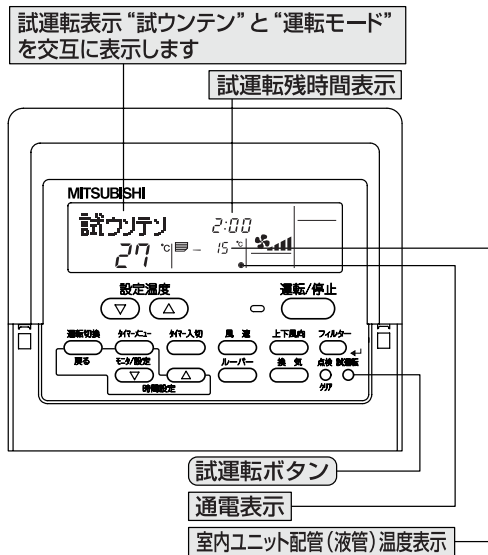 試運転表示“試ウンテン”と“運転モード”
を交互に表示します
試運転残時間表示
MITSUBISHI
試ウンテン 2:00
27 ℃ － 15 ℃
設定温度 運転/停止
▽ △
運転切換 タイマーメニュー タイマー入切 風速 上下風向 フィルター
戻る モニタ/設定 ルーバー 換気 点検 試運転
▽ △
時間設定 クリア
試運転ボタン
通電表示
室内ユニット配管(液管)温度表示